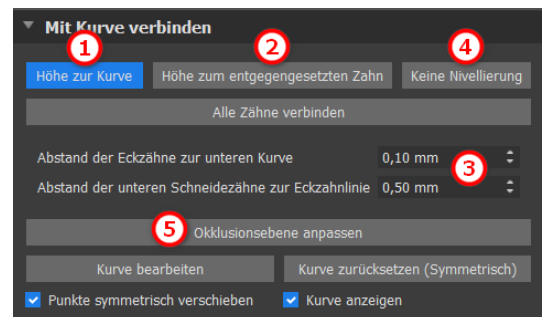 Mit Kurve verbinden
1
2
4
Höhe zur Kurve Höhe zum entgegengesetzten Zahn Keine Nivellierung
Alle Zähne verbinden
Abstand der Eckzähne zur unteren Kurve 0,10 mm
3
Abstand der unteren Schneidezähne zur Eckzahnlinie 0,50 mm
5 Okklusionsebene anpassen
Kurve bearbeiten Kurve zurücksetzen (Symmetrisch)
Punkte symmetrisch verschieben Kurve anzeigen